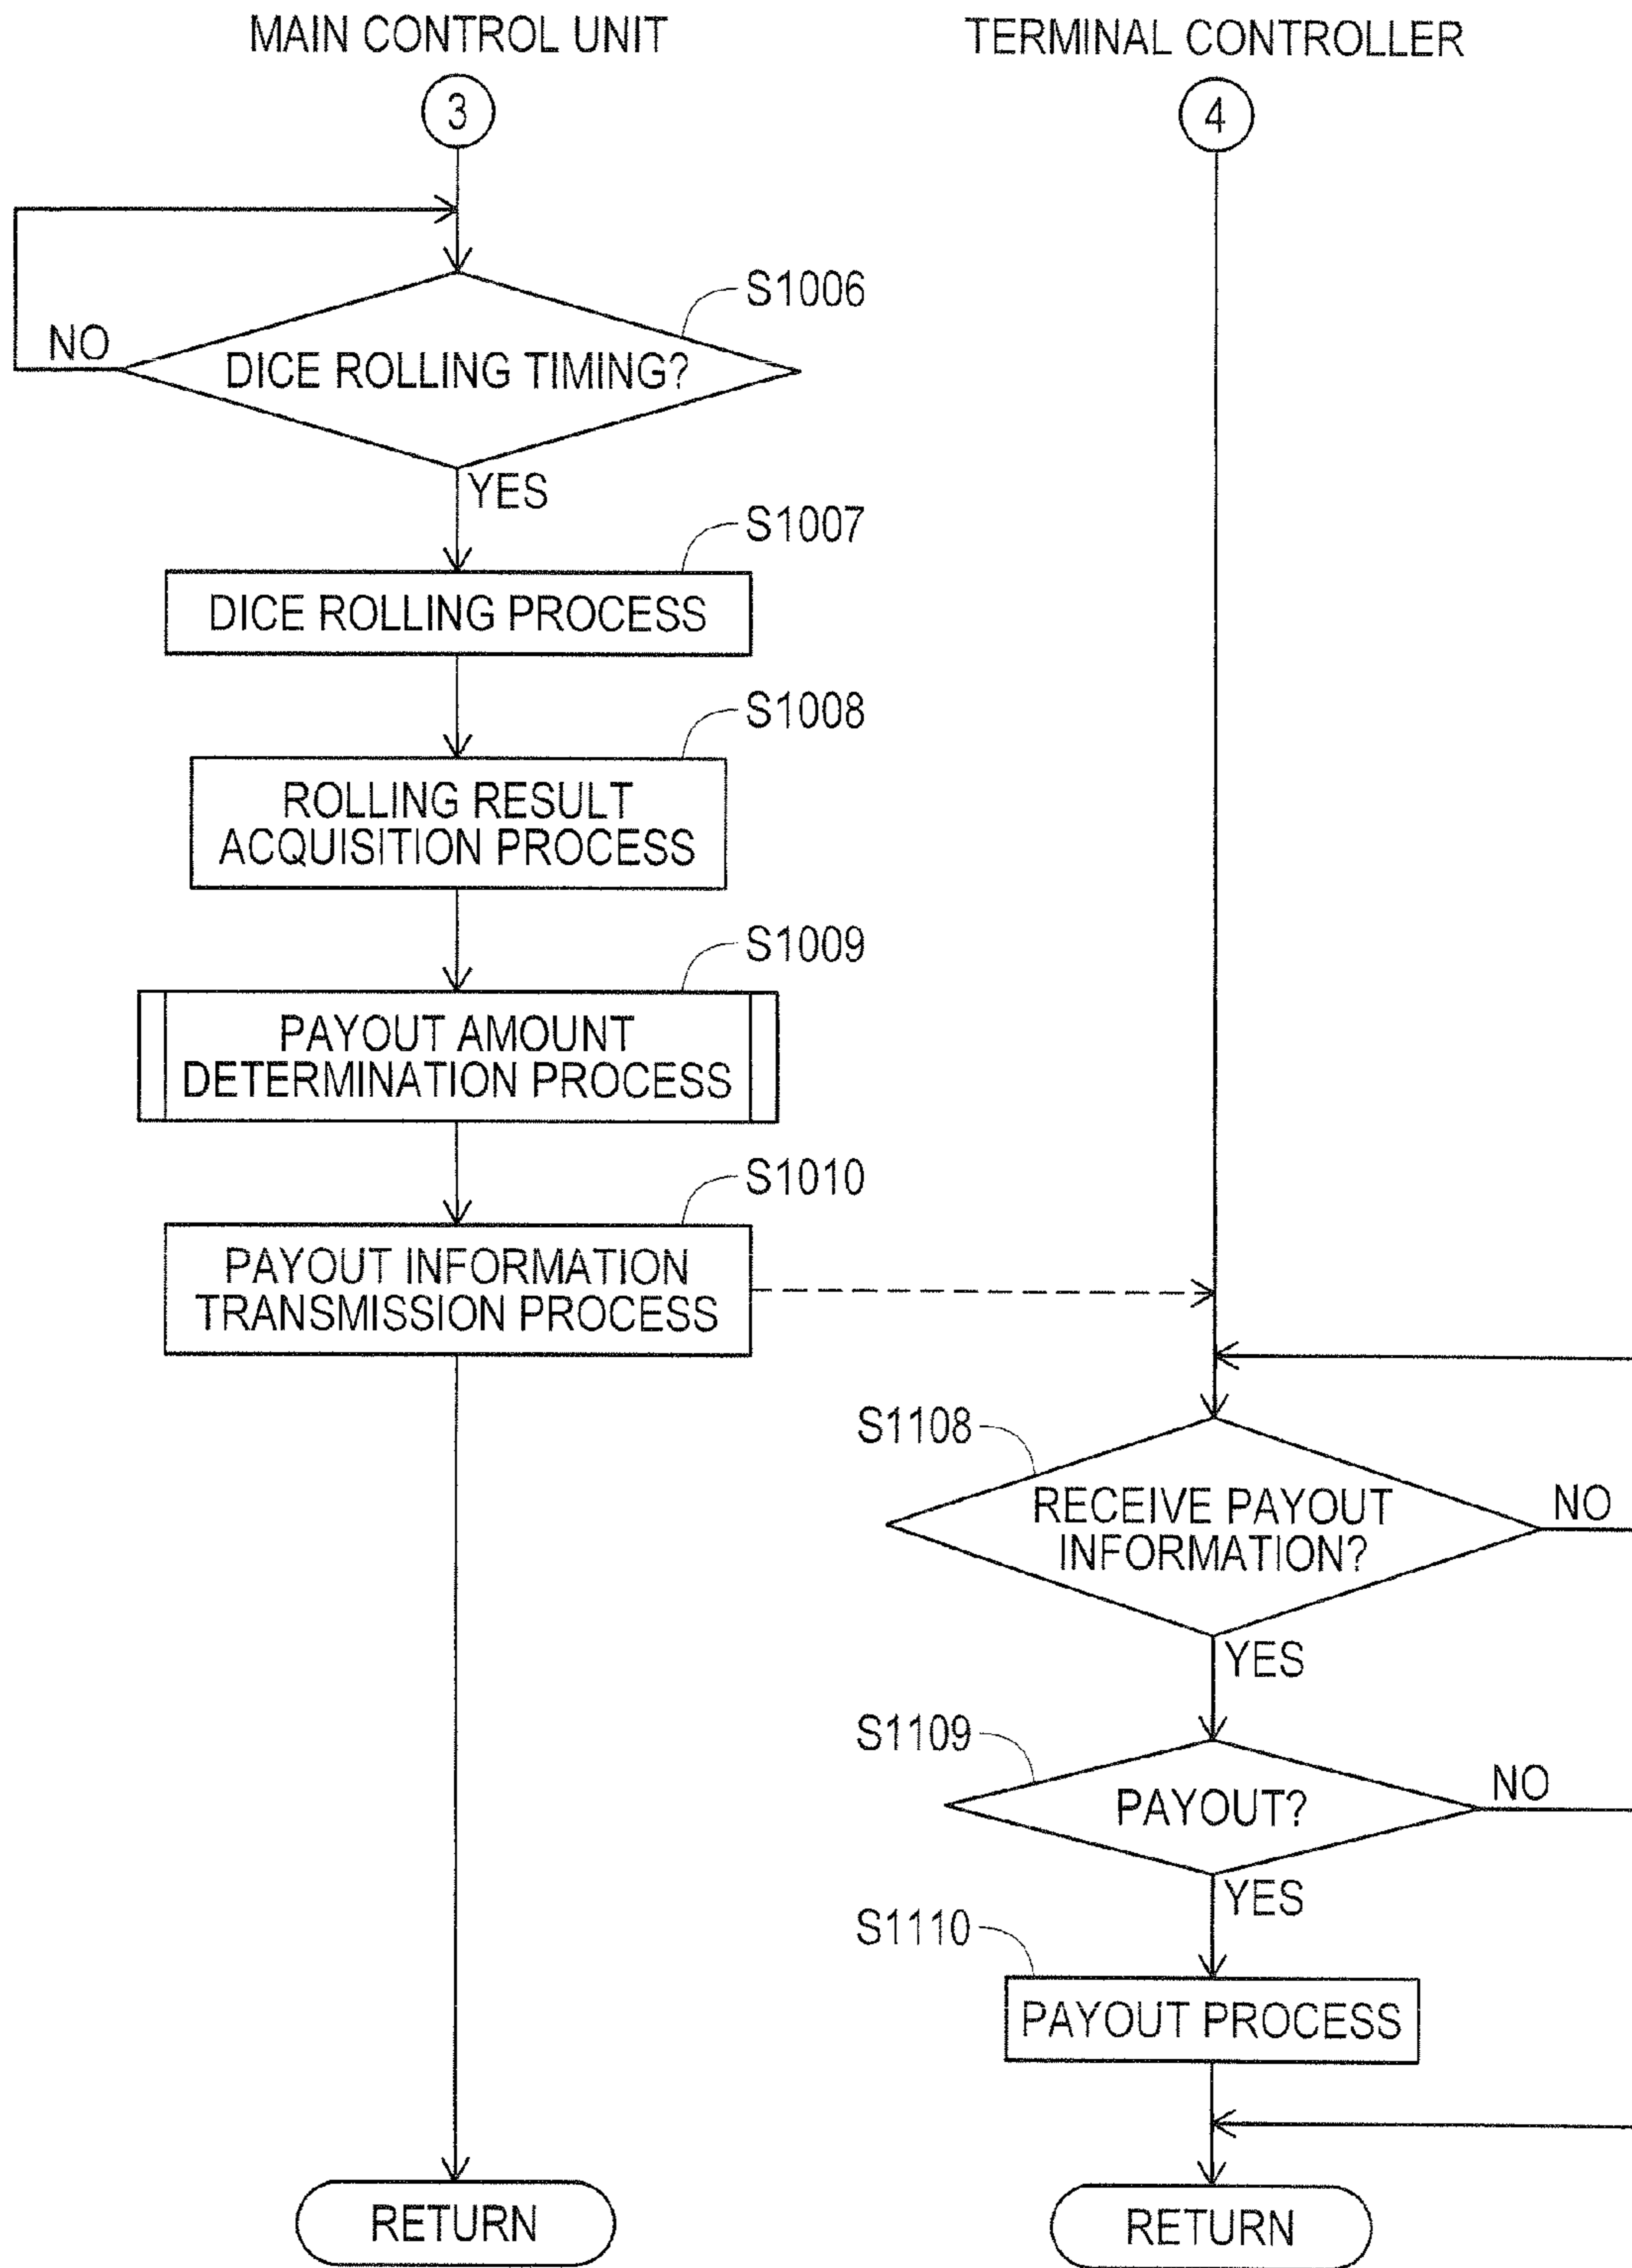 MAIN CONTROL UNIT
3
S1006
NO
DICE ROLLING TIMING?
YES
S1007
DICE ROLLING PROCESS
S1008
ROLLING RESULT
ACQUISITION PROCESS
S1009
PAYOUT AMOUNT
DETERMINATION PROCESS
S1010
PAYOUT INFORMATION
TRANSMISSION PROCESS
RETURN
TERMINAL CONTROLLER
4
S1108
RECEIVE PAYOUT
INFORMATION?
NO
YES
S1109
PAYOUT?
NO
YES
S1110
PAYOUT PROCESS
RETURN